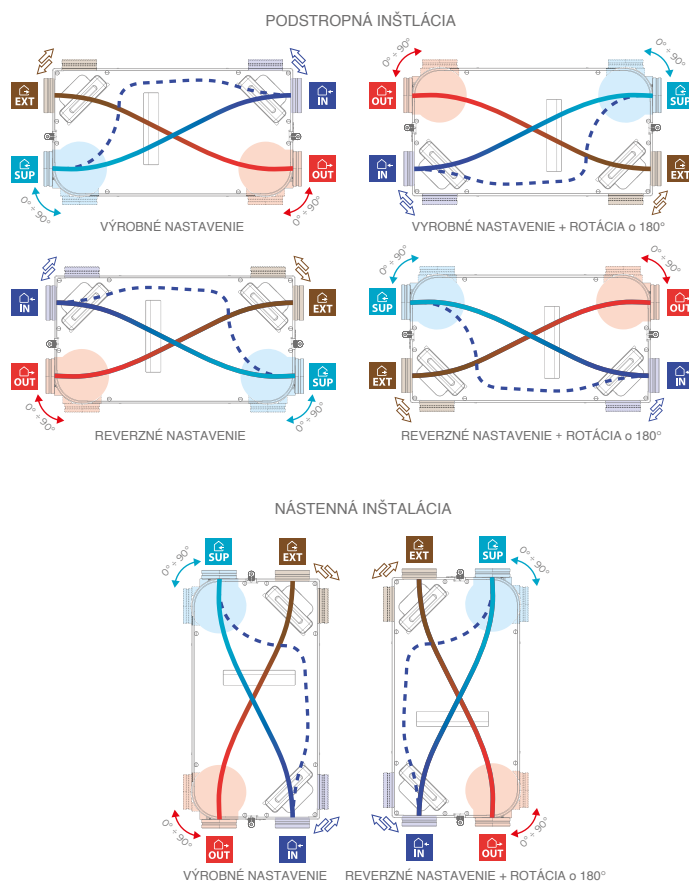 PODSTROPNÁ INŠTLÁCIA
EXT
IN
SUP
OUT
0° ÷ 90°
0° ÷ 90°
VÝROBNÉ NASTAVENIE
0° ÷ 90°
0° ÷ 90°
OUT
SUP
IN
EXT
VÝROBNÉ NASTAVENIE + ROTÁCIA o 180°
IN
EXT
OUT
SUP
0° ÷ 90°
0° ÷ 90°
REVERZNÉ NASTAVENIE
0° ÷ 90°
0° ÷ 90°
SUP
OUT
EXT
IN
REVERZNÉ NASTAVENIE + ROTÁCIA o 180°
NÁSTENNÁ INŠTALÁCIA
SUP
EXT
0° ÷ 90°
0° ÷ 90°
OUT
IN
VÝROBNÉ NASTAVENIE
EXT
SUP
0° ÷ 90°
0° ÷ 90°
IN
OUT
REVERZNÉ NASTAVENIE + ROTÁCIA o 180°